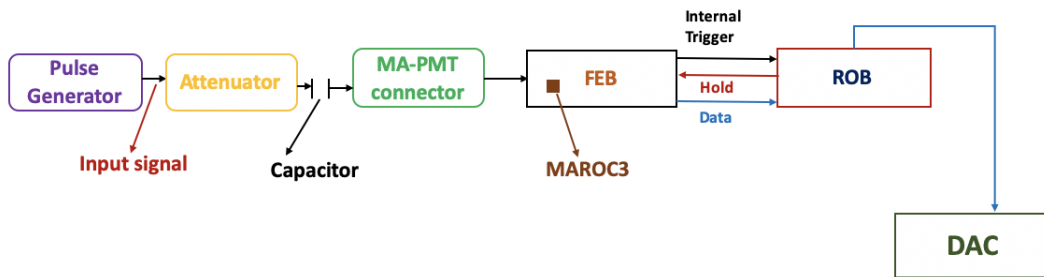 Pulse
Generator
Input signal
Attenuator
Capacitor
MA-PMT
connector
FEB
MAROC3
Internal
Trigger
Hold
Data
ROB
DAC